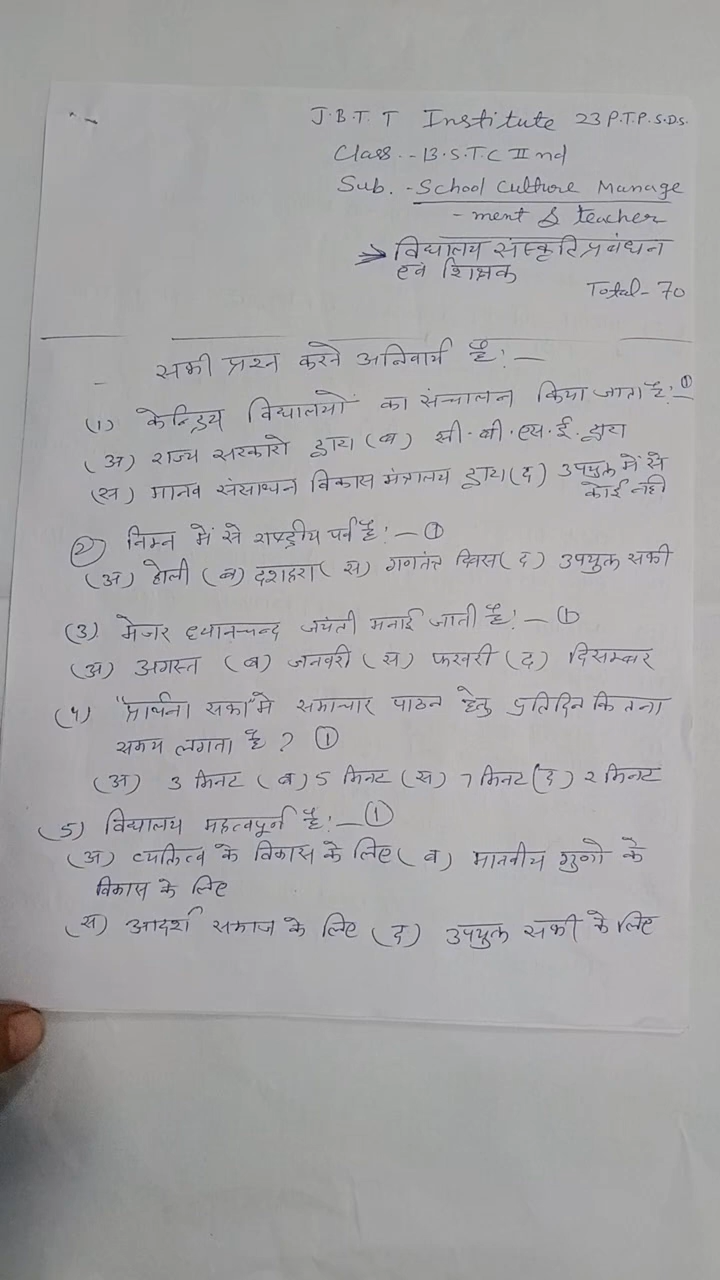 J.B.T.T Institute 23 P.T.P.S.D.S.
Class.- B.S.T.C IInd
Sub. - School Culture Manage
- ment & teacher
→ विद्यालय संस्कृति प्रबंधन
एवं शिक्षक
Total - 70
सभी प्रश्न करने अनिवार्य है:-
(1) केन्द्रिय विद्यालयों का संचालन किया जाता है:- ①
(अ) राज्य सरकारो द्वारा (ब) सी.बी.एस.ई. द्वारा
(स) मानव संसाधन विकास मंत्रालय द्वारा (द) उपयुक्त में से
कोई नही
② निम्न में से राष्ट्रीय पर्व है:- ①
(अ) होली (ब) दशहरा (स) गणतंत्र दिवस (द) उपयुक्त सभी
(3) मेजर ध्यानचन्द जयंती मनाई जाती है:- ①
(अ) अगस्त (ब) जनवरी (स) फरवरी (द) दिसम्बर
(4) "प्रार्थना सभा" मे समाचार पाठन हेतु प्रतिदिन कितना
समय लगता है ? ①
(अ) 3 मिनट (ब) 5 मिनट (स) 7 मिनट (द) 2 मिनट
(5) विद्यालय महत्वपूर्न है:- ①
(अ) व्यक्तित्व के विकास के लिए (ब) मानवीय गुणो के
विकास के लिए
(स) आदर्श समाज के लिए (द) उपयुक्त सभी के लिए